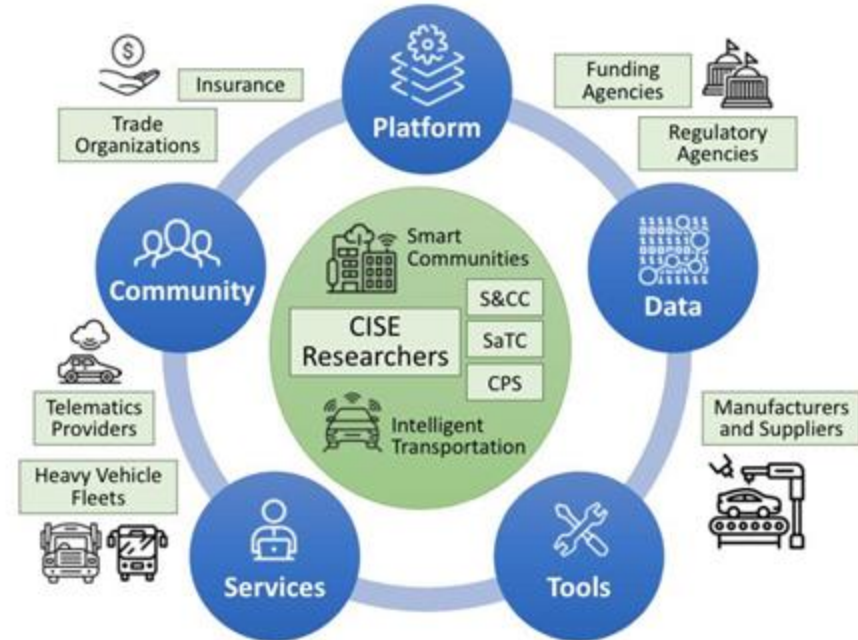 Insurance
Trade
Organizations
Platform
Funding
Agencies
Regulatory
Agencies
Community
Smart
Communities
S&CC
CISE
Researchers
SaTC
CPS
Intelligent
Transportation
Data
Telematics
Providers
Heavy Vehicle
Fleets
Manufacturers
and Suppliers
Services
Tools